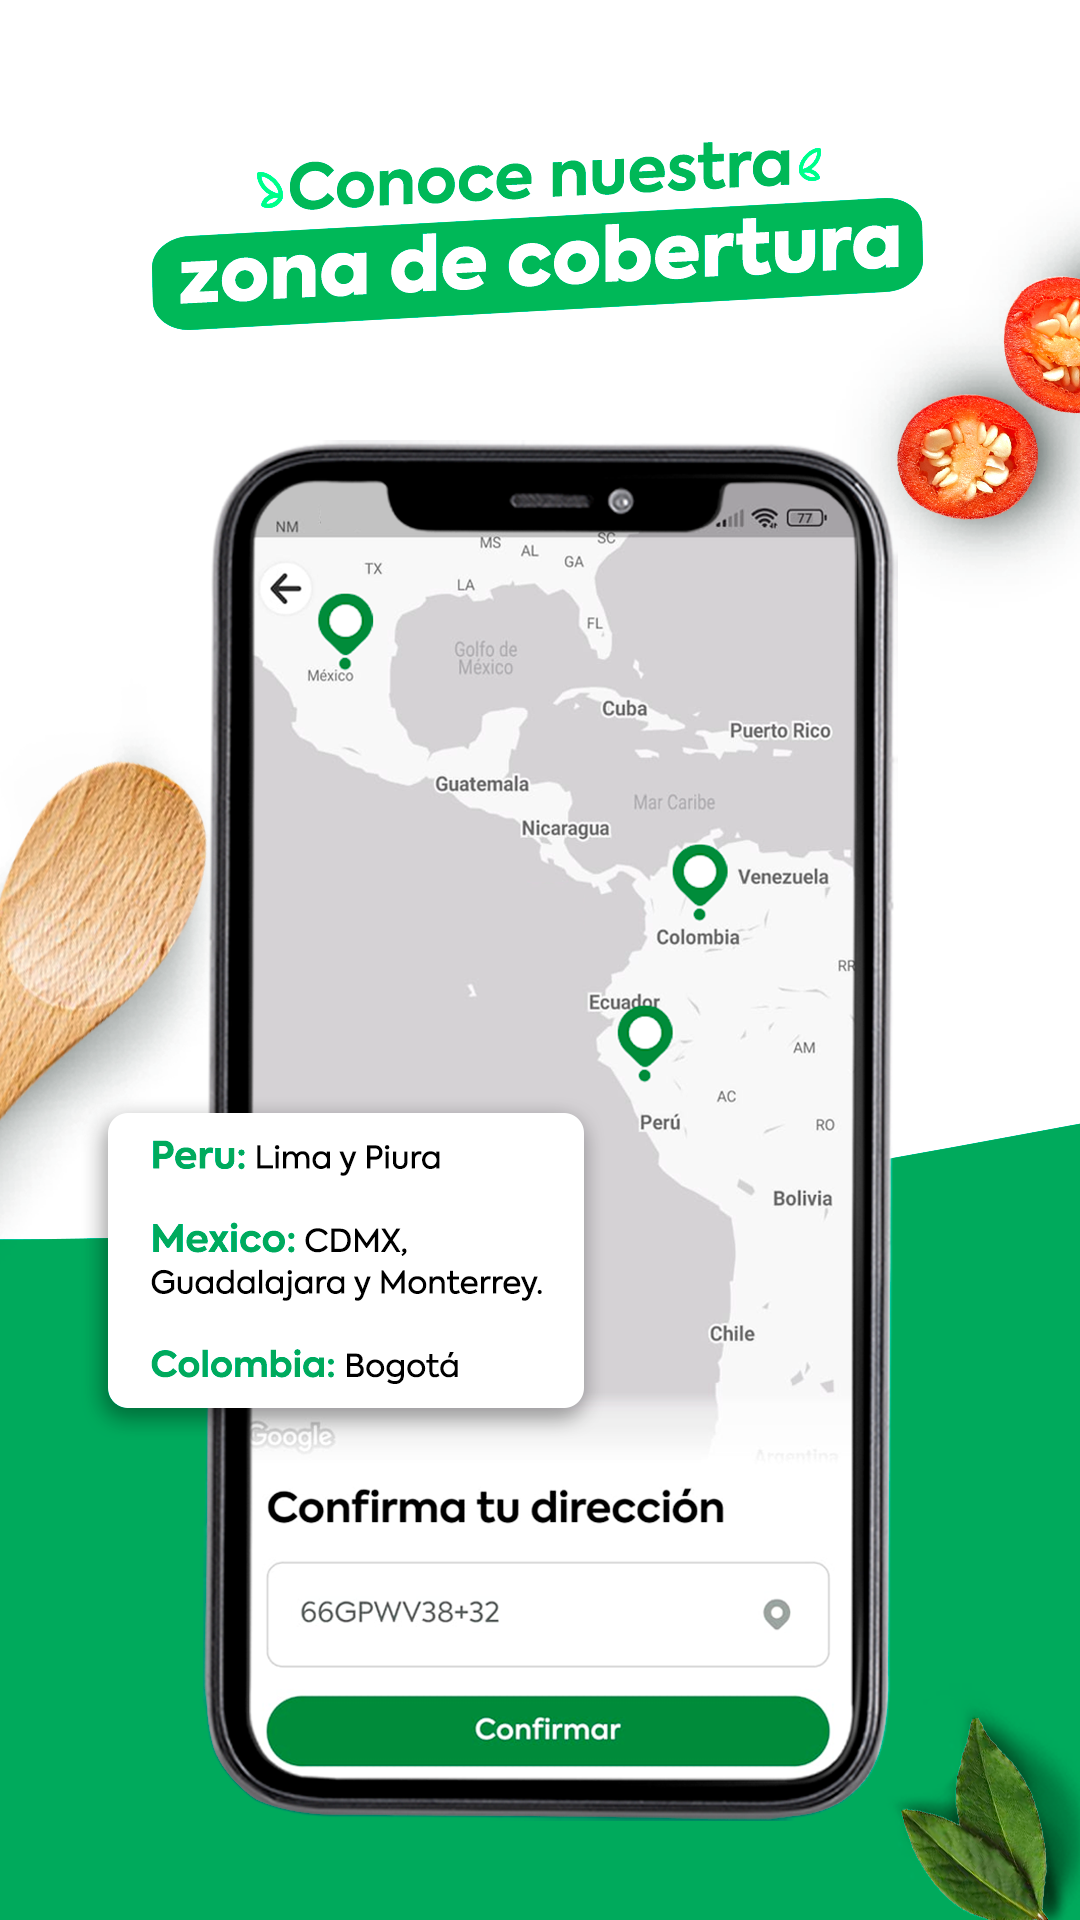 Conoce nuestra
zona de cobertura
77
NM
MS
AL
SC
GA
TX
LA
FL
Golfo de
México
México
Cuba
Puerto Rico
Guatemala
Mar Caribe
Nicaragua
Venezuela
Colombia
RR
Ecuador
AM
AC
Perú
RO
Peru: Lima y Piura
Bolivia
Mexico: CDMX,
Guadalajara y Monterrey.
Chile
Colombia: Bogotá
Google
Argentina
Confirma tu dirección
66GPWV38+32
Confirmar